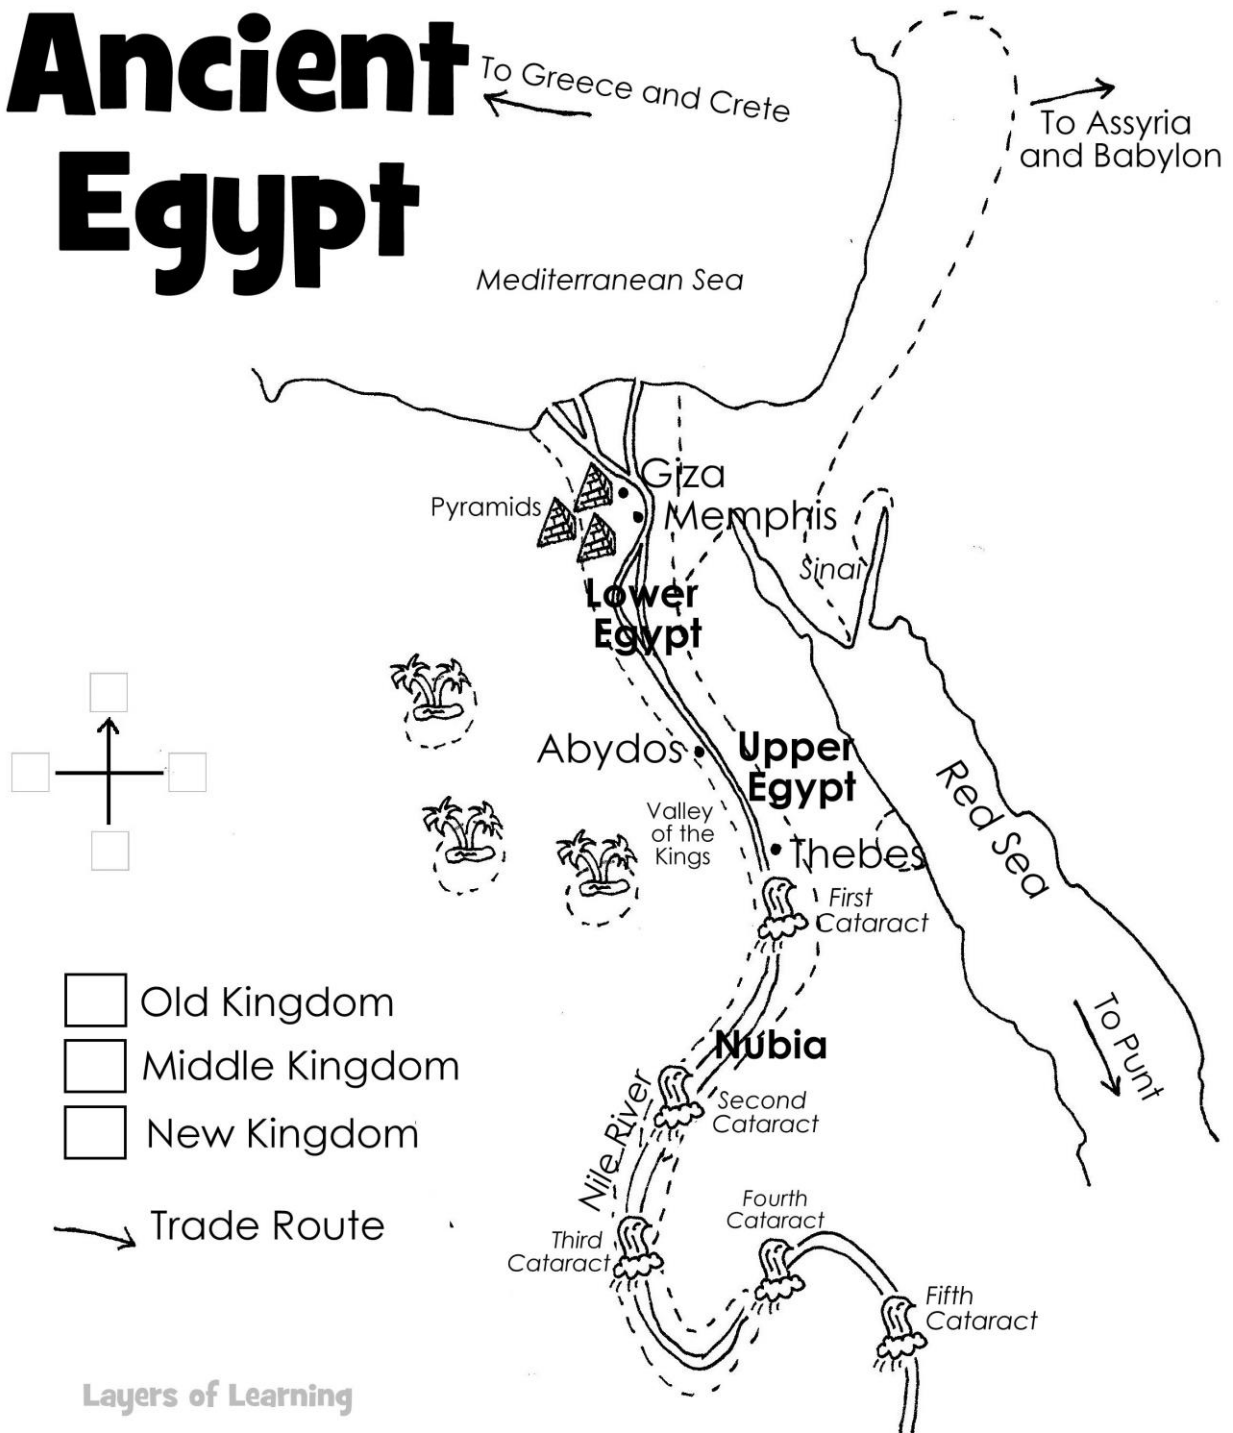 Ancient
Egypt
To Greece and Crete
To Assyria
and Babylon
Mediterranean Sea
Giza
Pyramids
Memphis
Sinai
Lower
Egypt
Abydos
Upper
Egypt
Red Sea
Valley
of the
Kings
Thebes
First
Cataract
Old Kingdom
To Punt
Nubia
Middle Kingdom
Nile River
Second
Cataract
New Kingdom
Trade Route
Fourth
Cataract
Third
Cataract
Fifth
Cataract
Layers of Learning